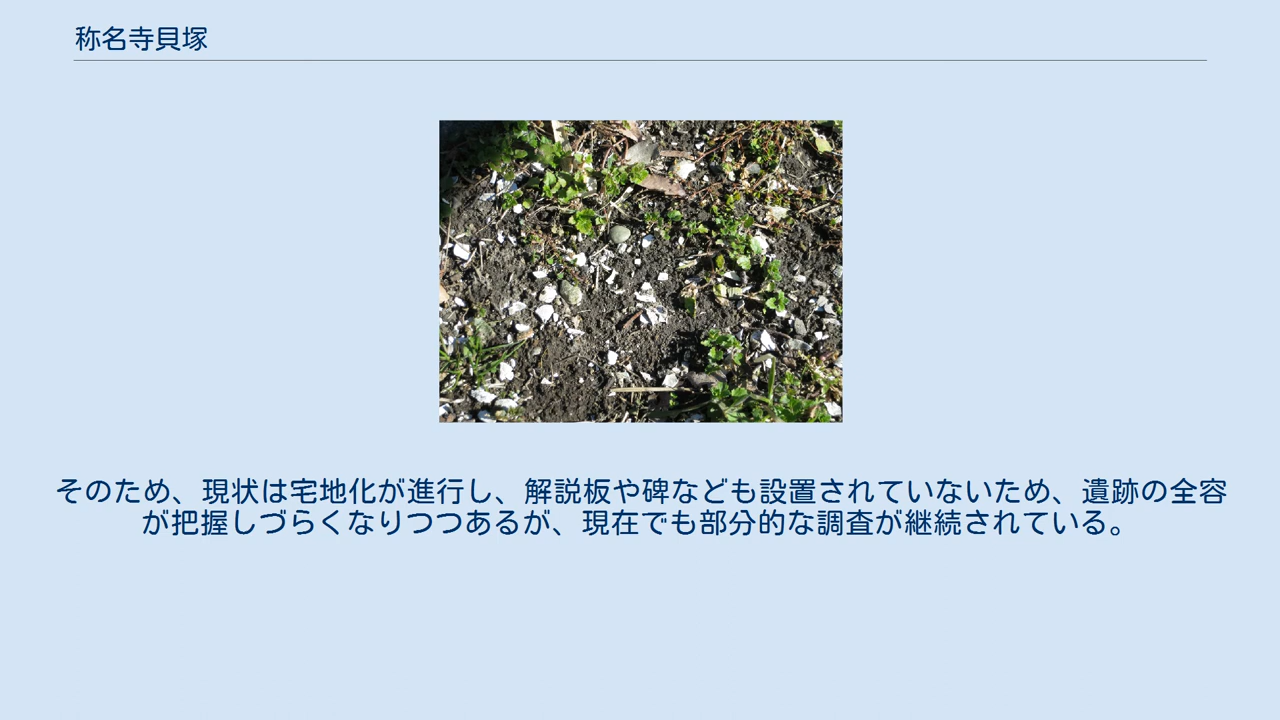 称名寺貝塚
そのため、現状は宅地化が進行し、解説板や碑なども設置されていないため、遺跡の全容
が把握しづらくなりつつあるが、現在でも部分的な調査が継続されている。